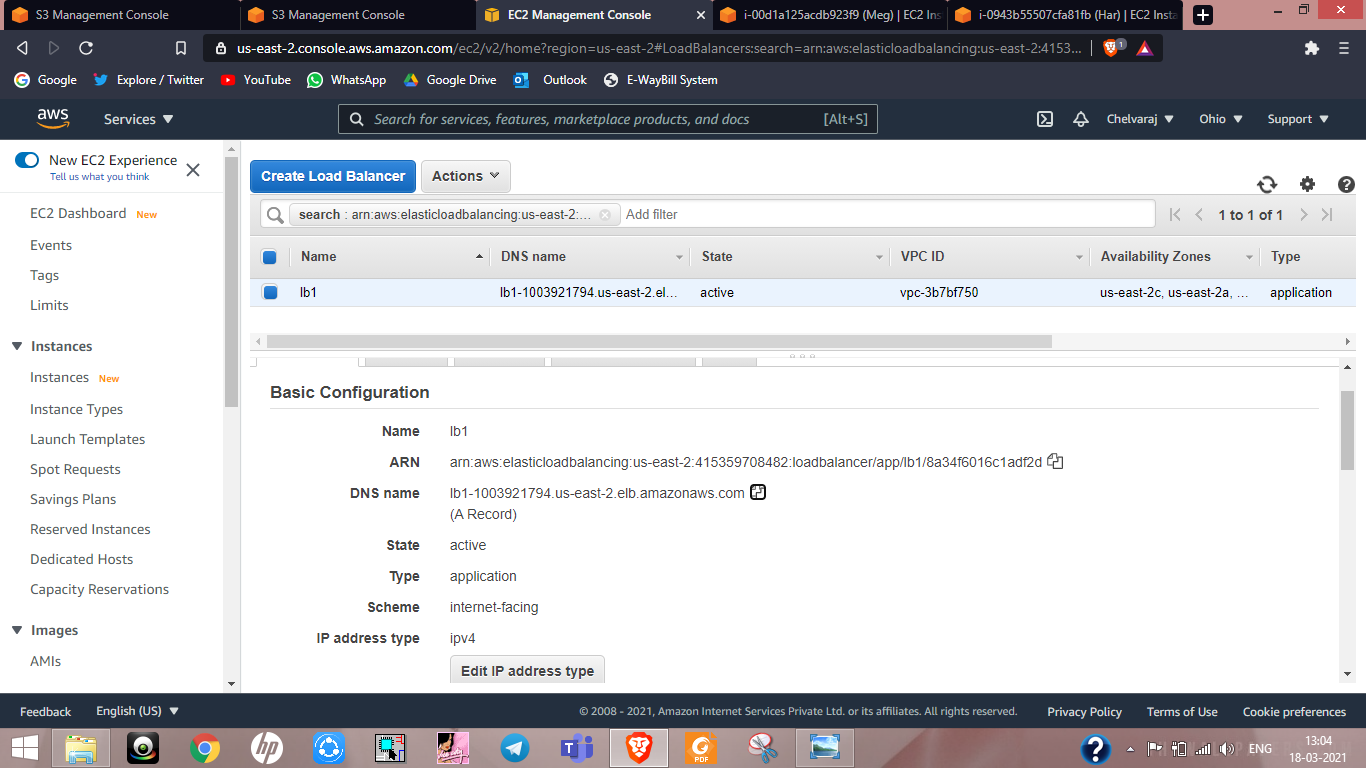 S3 Management Console
S3 Management Console
EC2 Management Console
i-00d1a125acdb923f9 (Meg) | EC2 Ins
i-0943b55507cfa81fb (Har) | EC2 Insta
us-east-2.console.aws.amazon.com/ec2/v2/home?region=us-east-2#LoadBalancers:search=arn:aws:elasticloadbalancing:us-east-2:4153...
1
Google
Explore / Twitter
YouTube
WhatsApp
Google Drive
Outlook
E-WayBill System
aws
Services
Search for services, features, marketplace products, and docs [Alt+S]
Chelvaraj
Ohio
Support
New EC2 Experience
Tell us what you think
EC2 Dashboard New
Events
Tags
Limits
Instances
Instances New
Instance Types
Launch Templates
Spot Requests
Savings Plans
Reserved Instances
Dedicated Hosts
Capacity Reservations
Images
AMIs
Create Load Balancer
Actions
search : arn:aws:elasticloadbalancing:us-east-2:...
Add filter
1 to 1 of 1
Name DNS name State VPC ID Availability Zones Type
lb1 lb1-1003921794.us-east-2.el... active vpc-3b7bf750 us-east-2c, us-east-2a, ... application
Basic Configuration
Name lb1
ARN arn:aws:elasticloadbalancing:us-east-2:415359708482:loadbalancer/app/lb1/8a34f6016c1adf2d
DNS name lb1-1003921794.us-east-2.elb.amazonaws.com
(A Record)
State active
Type application
Scheme internet-facing
IP address type ipv4
Edit IP address type
Feedback
English (US)
© 2008 - 2021, Amazon Internet Services Private Ltd. or its affiliates. All rights reserved.
Privacy Policy
Terms of Use
Cookie preferences
hp
PDF
ENG
13:04
18-03-2021